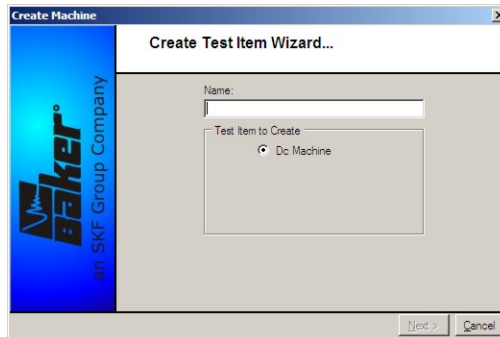 Create Machine
Create Test Item Wizard...
Baker®
an SKF Group Company
Name:
Test Item to Create
Dc Machine
Next >
Cancel